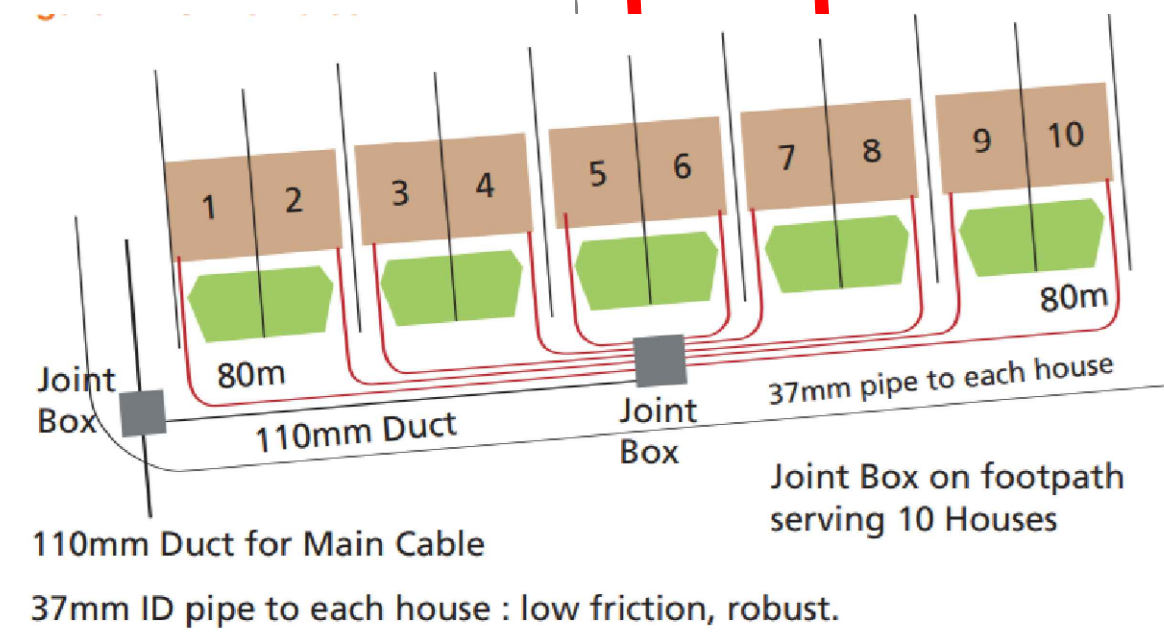 1 2 3 4 5 6 7 8 9 10
80m
80m
Joint
Box
110mm Duct
Joint
Box
37mm pipe to each house
Joint Box on footpath
serving 10 Houses
110mm Duct for Main Cable
37mm ID pipe to each house : low friction, robust.